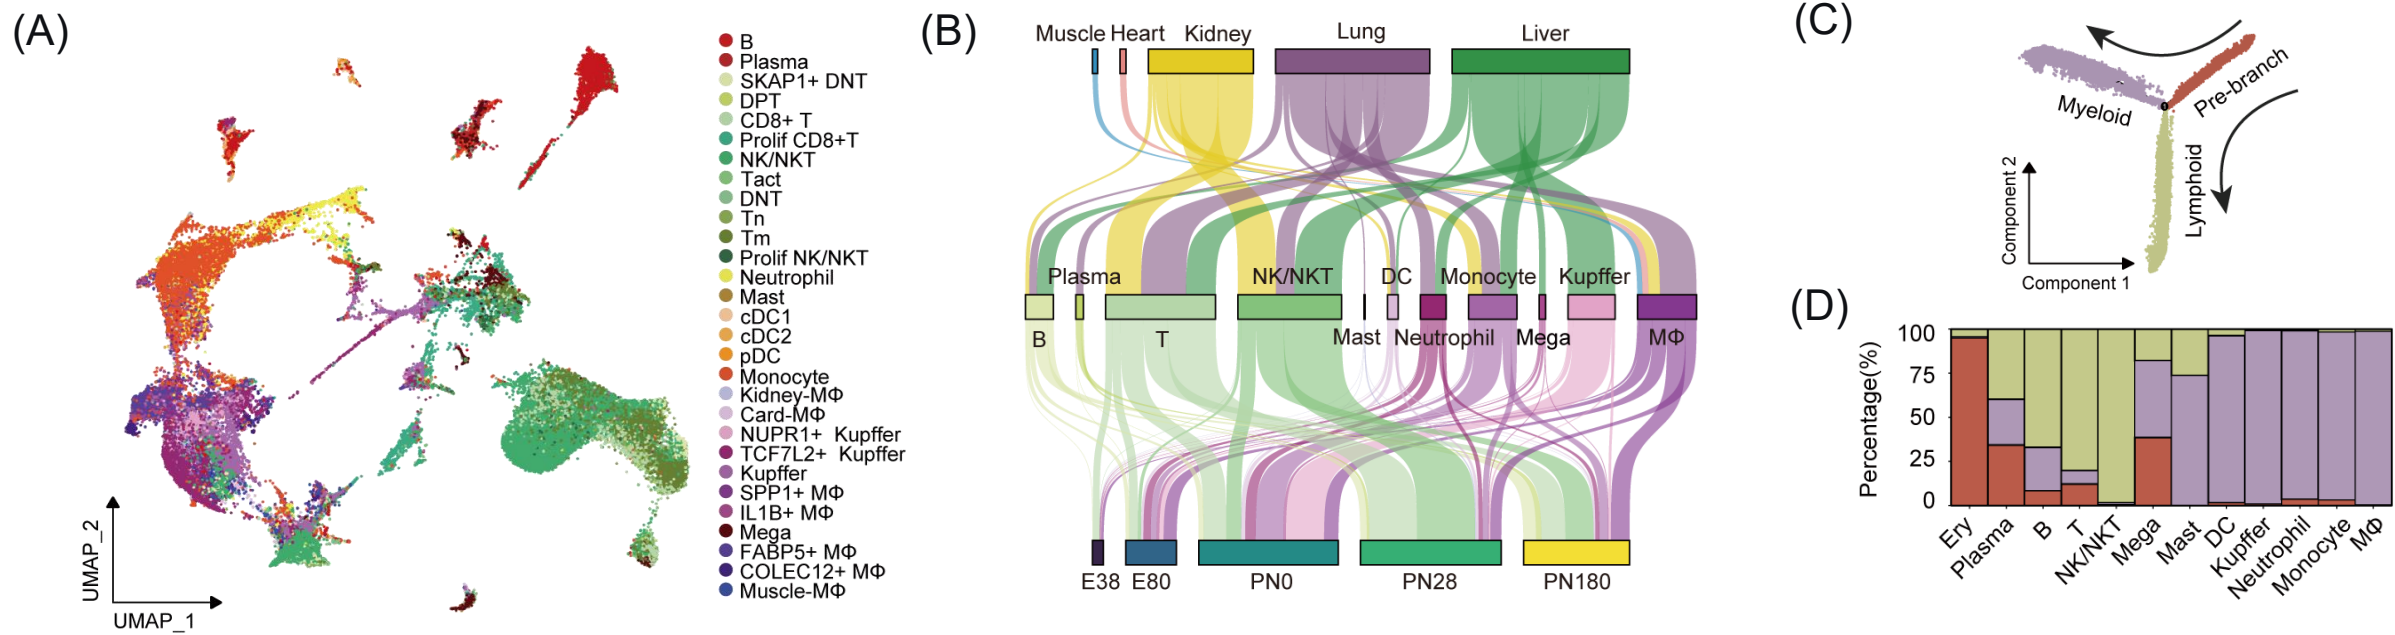 (A)
B
Plasma
SKAP1+ DNT
DPT
CD8+ T
Prolif CD8+T
NK/NKT
Tact
DNT
Tn
Tm
Prolif NK/NKT
Neutrophil
Mast
cDC1
cDC2
pDC
Monocyte
Kidney-MΦ
Card-MΦ
NUPR1+ Kupffer
TCF7L2+ Kupffer
Kupffer
SPP1+ MΦ
IL1B+ MΦ
Mega
FABP5+ MΦ
COLEC12+ MΦ
Muscle-MΦ
UMAP_2
UMAP_1
(B)
Muscle Heart Kidney Lung Liver
Plasma NK/NKT DC Monocyte Kupffer
B T Mast Neutrophil Mega MΦ
E38 E80 PN0 PN28 PN180
(C)
Myeloid
Pre-branch
Lymphoid
Component 2
Component 1
(D)
Percentage(%)
100
75
50
25
0
Ery
Plasma
B
T
NK/NKT
Mega
Mast
DC
Kupffer
Neutrophil
Monocyte
MΦ